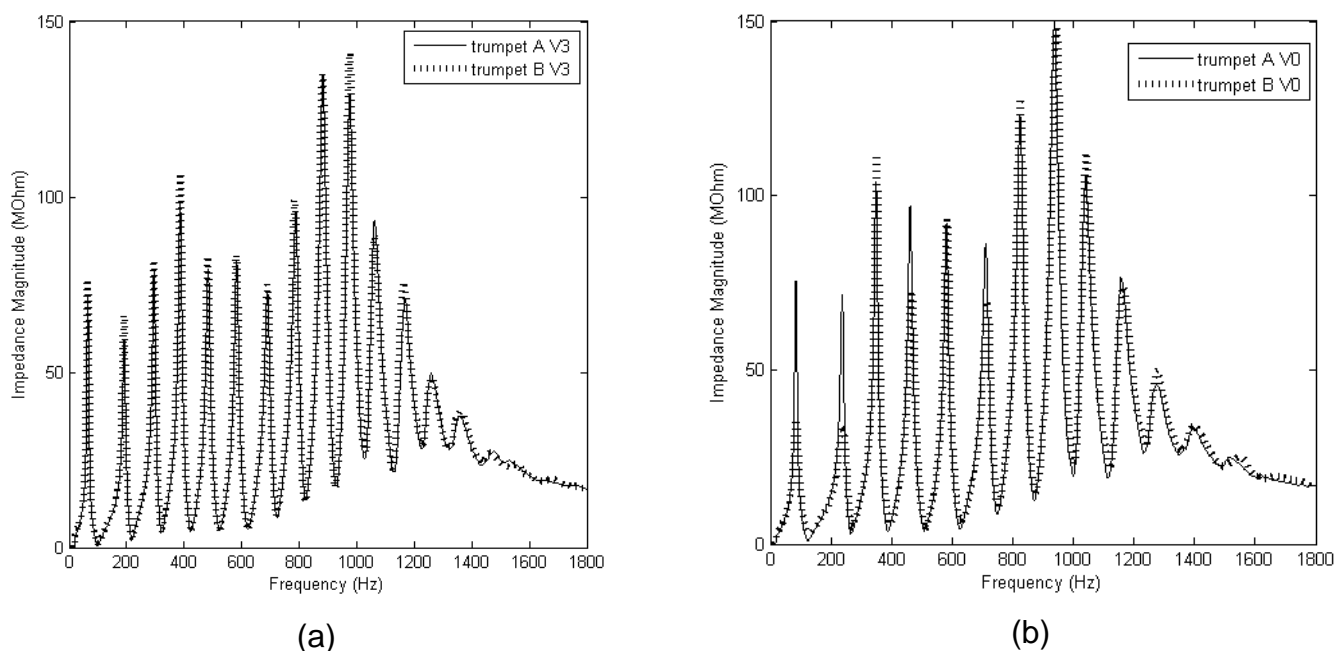 150
100
50
0
Impedance Magnitude (MOhm)
trumpet A V3
trumpet B V3
0 200 400 600 800 1000 1200 1400 1600 1800
Frequency (Hz)
(a)
150
100
50
0
Impedance Magnitude (MOhm)
trumpet A V0
trumpet B V0
0 200 400 600 800 1000 1200 1400 1600 1800
Frequency (Hz)
(b)